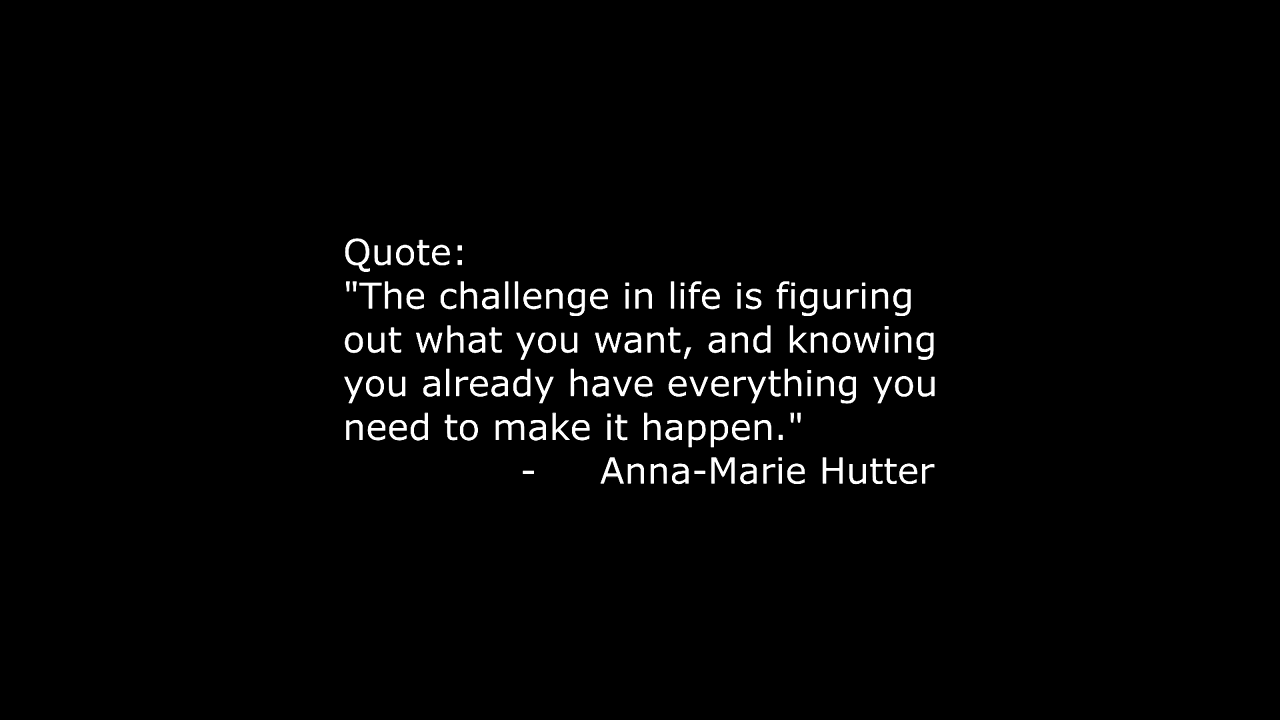 Quote:
"The challenge in life is figuring
out what you want, and knowing
you already have everything you
need to make it happen."
- Anna-Marie Hutter